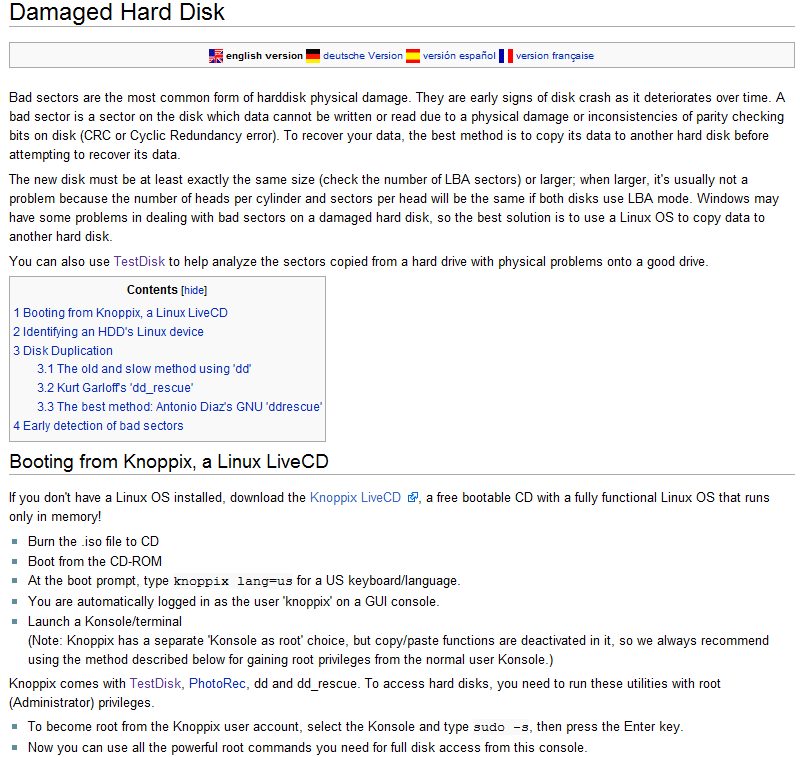 Damaged Hard Disk
english version deutsche Version versión español version française
Bad sectors are the most common form of harddisk physical damage. They are early signs of disk crash as it deteriorates over time. A
bad sector is a sector on the disk which data cannot be written or read due to a physical damage or inconsistencies of parity checking
bits on disk (CRC or Cyclic Redundancy error). To recover your data, the best method is to copy its data to another hard disk before
attempting to recover its data.
The new disk must be at least exactly the same size (check the number of LBA sectors) or larger; when larger, it's usually not a
problem because the number of heads per cylinder and sectors per head will be the same if both disks use LBA mode. Windows may
have some problems in dealing with bad sectors on a damaged hard disk, so the best solution is to use a Linux OS to copy data to
another hard disk.
You can also use TestDisk to help analyze the sectors copied from a hard drive with physical problems onto a good drive.
Contents [hide]
1 Booting from Knoppix, a Linux LiveCD
2 Identifying an HDD's Linux device
3 Disk Duplication
3.1 The old and slow method using 'dd'
3.2 Kurt Garloff's 'dd_rescue'
3.3 The best method: Antonio Diaz's GNU 'ddrescue'
4 Early detection of bad sectors
Booting from Knoppix, a Linux LiveCD
If you don't have a Linux OS installed, download the Knoppix LiveCD , a free bootable CD with a fully functional Linux OS that runs
only in memory!
Burn the .iso file to CD
Boot from the CD-ROM
At the boot prompt, type knoppix lang=us for a US keyboard/language.
You are automatically logged in as the user 'knoppix' on a GUI console.
Launch a Konsole/terminal
(Note: Knoppix has a separate 'Konsole as root' choice, but copy/paste functions are deactivated in it, so we always recommend
using the method described below for gaining root privileges from the normal user Konsole.)
Knoppix comes with TestDisk, PhotoRec, dd and dd_rescue. To access hard disks, you need to run these utilities with root
(Administrator) privileges.
To become root from the Knoppix user account, select the Konsole and type sudo -s, then press the Enter key.
Now you can use all the powerful root commands you need for full disk access from this console.